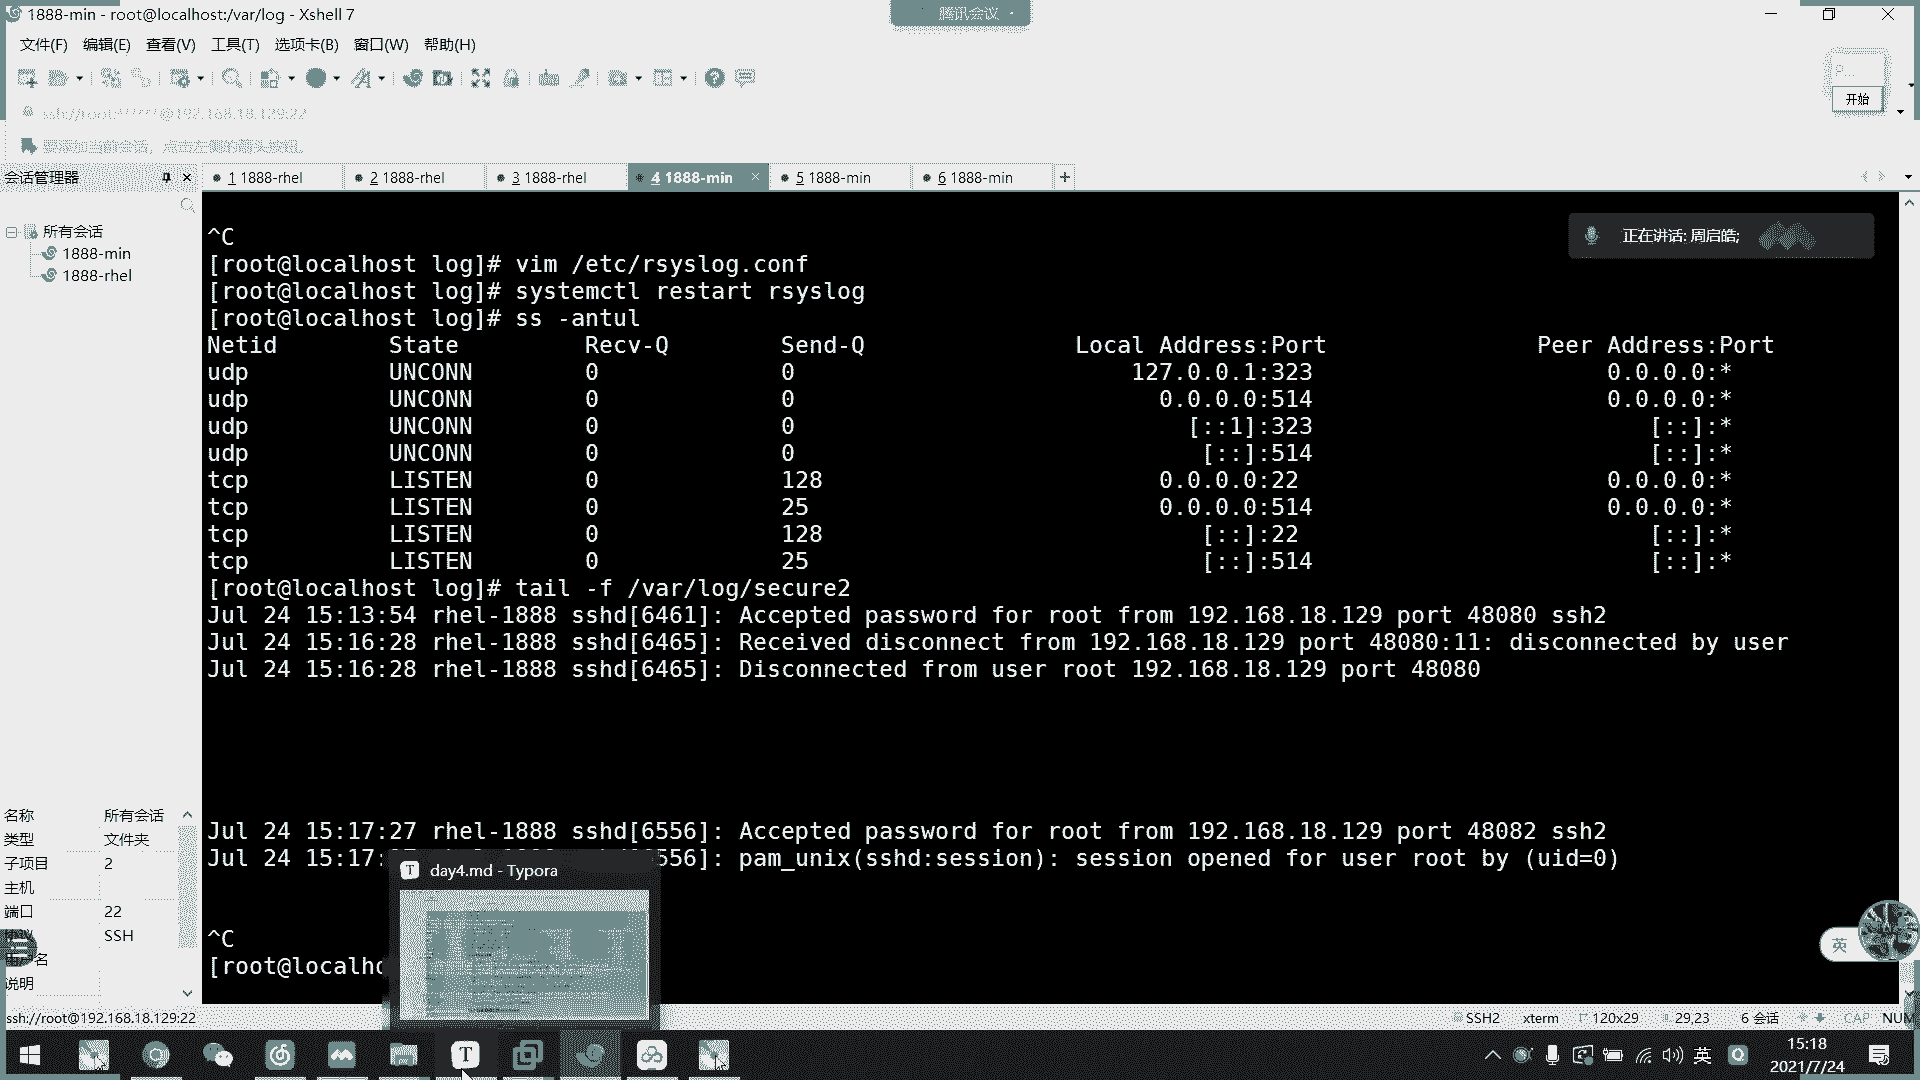 1888-min - root@localhost:/var/log - Xshell 7
腾讯会议
文件(F) 编辑(E) 查看(V) 工具(T) 选项卡(B) 窗口(W) 帮助(H)
开始
ssh://root:******@192.168.18.129:22
要添加当前会话，点击左侧的箭头按钮。
会话管理器
1 1888-rhel
2 1888-rhel
3 1888-rhel
4 1888-min
5 1888-min
6 1888-min
所有会话
1888-min
1888-rhel
正在讲话: 周启皓;
^C
[root@localhost log]# vim /etc/rsyslog.conf
[root@localhost log]# systemctl restart rsyslog
[root@localhost log]# ss -antul
Netid State Recv-Q Send-Q Local Address:Port Peer Address:Port
udp UNCONN 0 0 127.0.0.1:323 0.0.0.0:*
udp UNCONN 0 0 0.0.0.0:514 0.0.0.0:*
udp UNCONN 0 0 [::1]:323 [::]:*
udp UNCONN 0 0 [::]:514 [::]:*
tcp LISTEN 0 128 0.0.0.0:22 0.0.0.0:*
tcp LISTEN 0 25 0.0.0.0:514 0.0.0.0:*
tcp LISTEN 0 128 [::]:22 [::]:*
tcp LISTEN 0 25 [::]:514 [::]:*
[root@localhost log]# tail -f /var/log/secure2
Jul 24 15:13:54 rhel-1888 sshd[6461]: Accepted password for root from 192.168.18.129 port 48080 ssh2
Jul 24 15:16:28 rhel-1888 sshd[6465]: Received disconnect from 192.168.18.129 port 48080:11: disconnected by user
Jul 24 15:16:28 rhel-1888 sshd[6465]: Disconnected from user root 192.168.18.129 port 48080
Jul 24 15:17:27 rhel-1888 sshd[6556]: Accepted password for root from 192.168.18.129 port 48082 ssh2
Jul 24 15:17: 556]: pam_unix(sshd:session): session opened for user root by (uid=0)
^C
[root@localho
day4.md - Typora
名称 所有会话
类型 文件夹
子项目 2
主机
端口 22
协议 SSH
用户名
说明
英
ssh://root@192.168.18.129:22
SSH2 xterm 120x29 29,23 6 会话 CAP NUM
英
15:18
2021/7/24